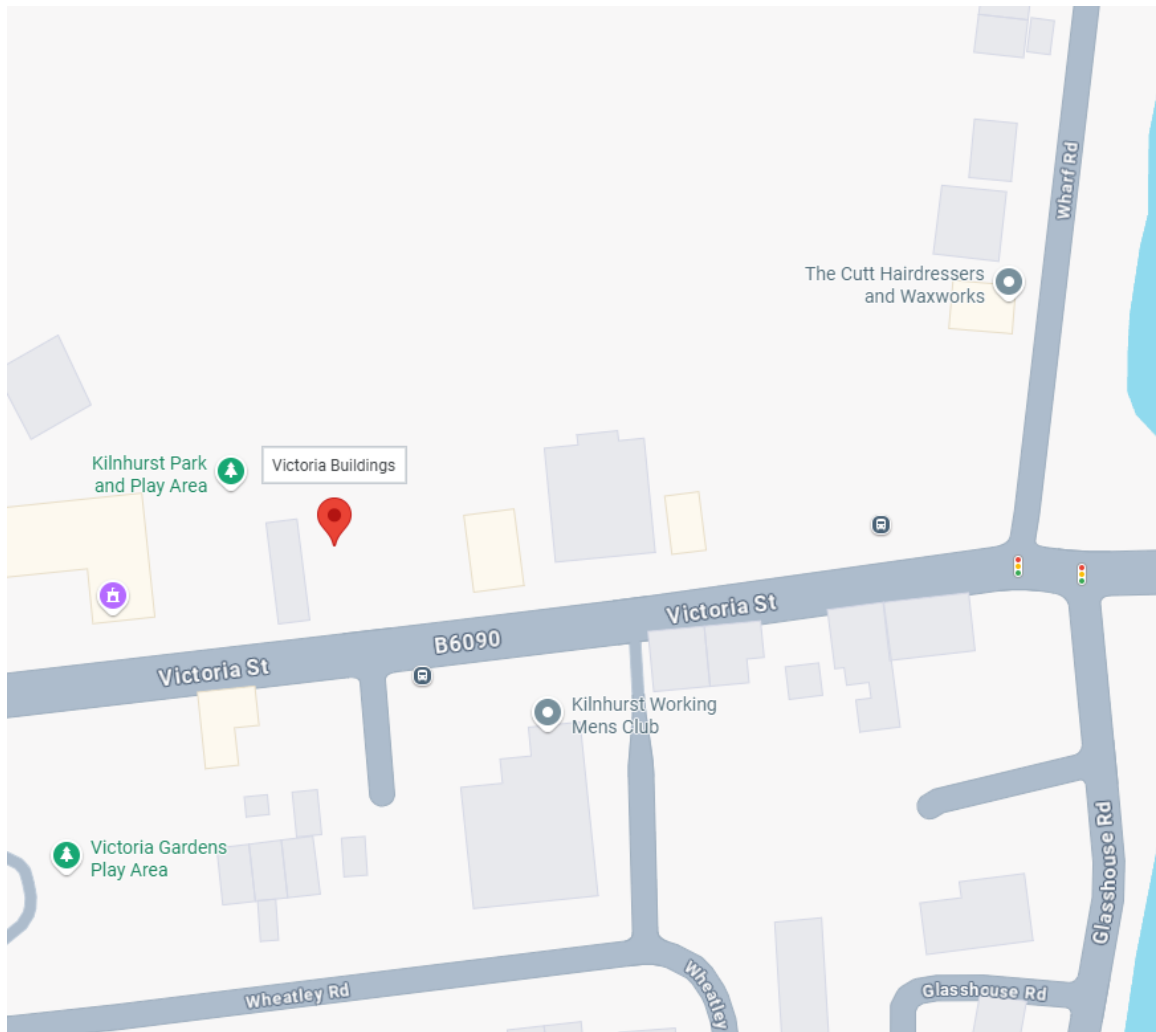 Wharf Rd
The Cutt Hairdressers
and Waxworks
Kilnhurst Park
and Play Area
Victoria Buildings
Victoria St
B6090
Victoria St
Kilnhurst Working
Mens Club
Victoria Gardens
Play Area
Glasshouse Rd
Wheatley Rd
Wheatley
Glasshouse Rd